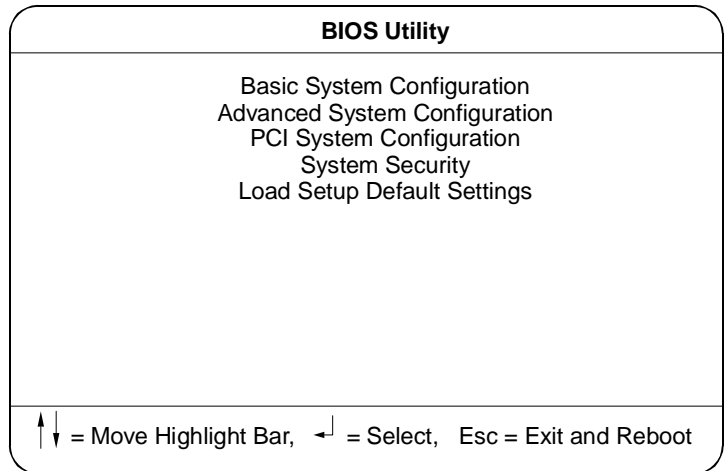 BIOS Utility
Basic System Configuration
Advanced System Configuration
PCI System Configuration
System Security
Load Setup Default Settings
↑↓ = Move Highlight Bar, ↵ = Select, Esc = Exit and Reboot